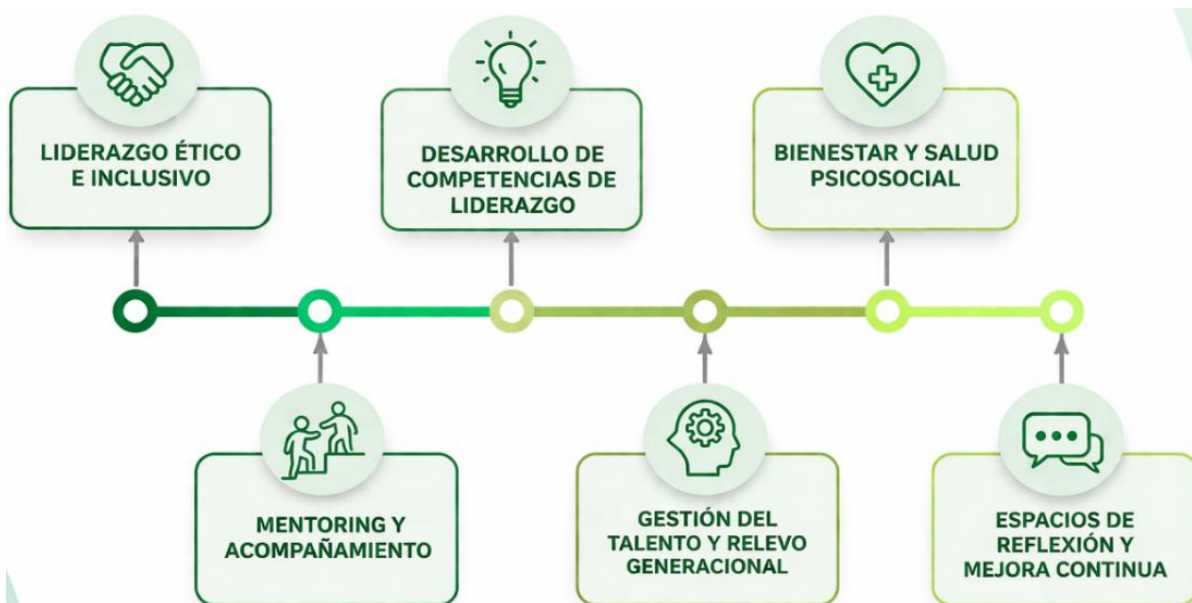 LIDERAZGO ÉTICO
E INCLUSIVO
DESARROLLO DE
COMPETENCIAS DE
LIDERAZGO
BIENESTAR Y SALUD
PSICOSOCIAL
MENTORING Y
ACOMPAÑAMIENTO
GESTIÓN DEL
TALENTO Y RELEVO
GENERACIONAL
ESPACIOS DE
REFLEXIÓN Y
MEJORA CONTINUA